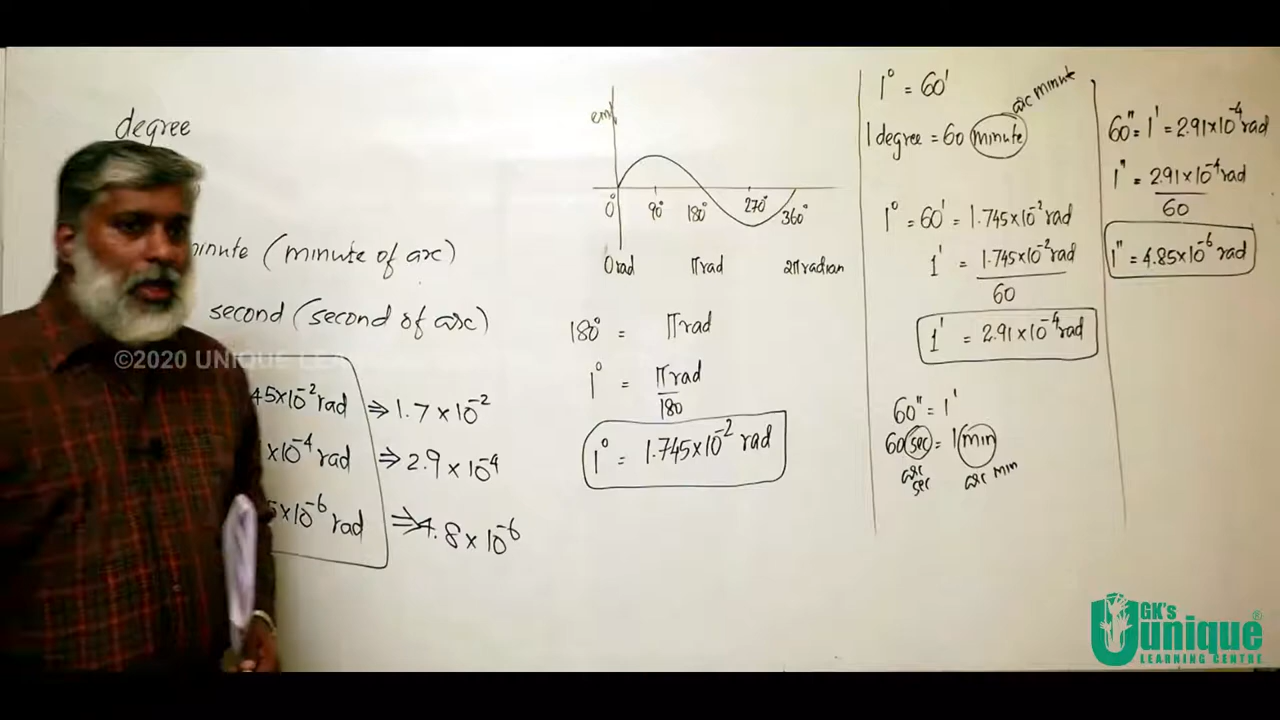 degree
minute (minute of arc)
second (second of arc)
45×10⁻² rad ⇒ 1.7 × 10⁻²
×10⁻⁴ rad ⇒ 2.9 × 10⁻⁴
5×10⁻⁶ rad ⇒ 4.8 × 10⁻⁶
©2020 UNIQUE LEA
emf
0° 90° 180° 270° 360°
0 rad π rad 2π radian
180° = π rad
1° = π rad
180
1° = 1.745×10⁻² rad
1° = 60'
arc minute
1 degree = 60 minute
1° = 60' = 1.745×10⁻² rad
1' = 1.745×10⁻² rad
60
1' = 2.91×10⁻⁴ rad
60" = 1'
60 sec = 1 min
arc sec arc min
60" = 1' = 2.91×10⁻⁴ rad
1" = 2.91×10⁻⁴ rad
60
1" = 4.85×10⁻⁶ rad
GK's
unique
LEARNING CENTRE